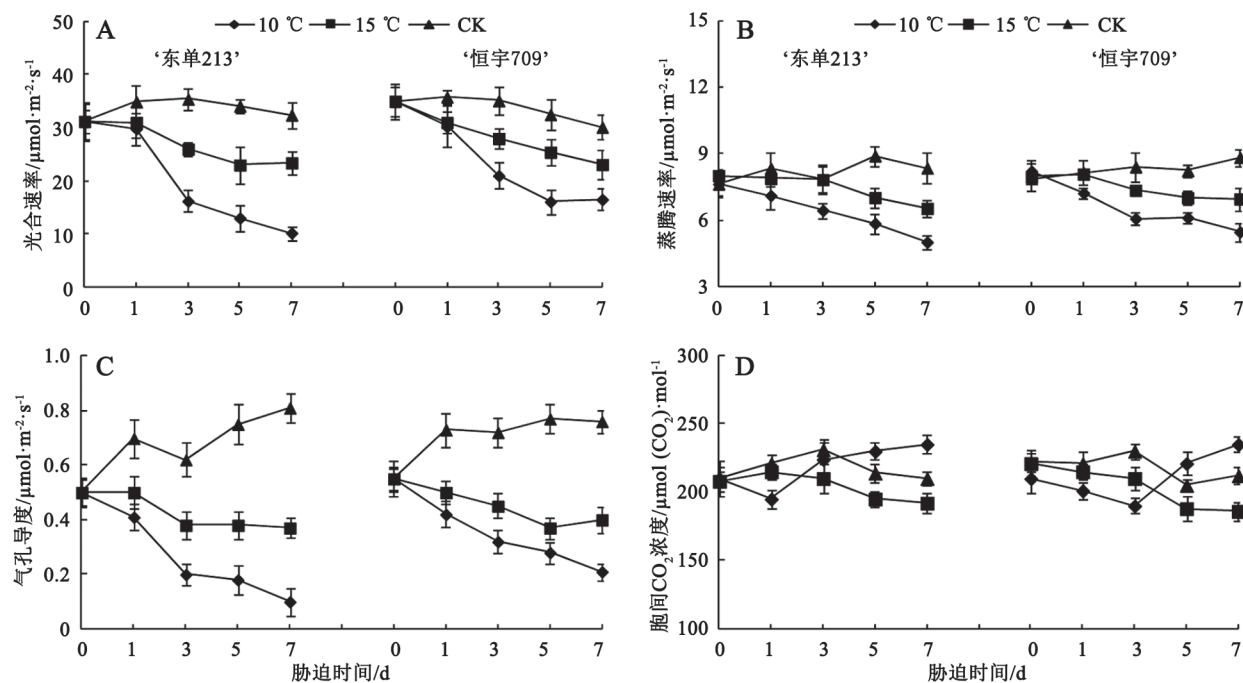 A
10 ℃ 15 ℃ CK
‘东单213’ ‘恒宇709’
光合速率/μmol·m-2·s-1
50
40
30
20
10
0
0 1 3 5 7 0 1 3 5 7
B
10 ℃ 15 ℃ CK
‘东单213’ ‘恒宇709’
蒸腾速率/μmol·m-2·s-1
15
12
9
6
3
0 1 3 5 7 0 1 3 5 7
C
气孔导度/μmol·m-2·s-1
1.0
0.8
0.6
0.4
0.2
0
0 1 3 5 7 0 1 3 5 7
胁迫时间/d
D
胞间CO2浓度/μmol (CO2)·mol-1
300
250
200
150
100
0 1 3 5 7 0 1 3 5 7
胁迫时间/d